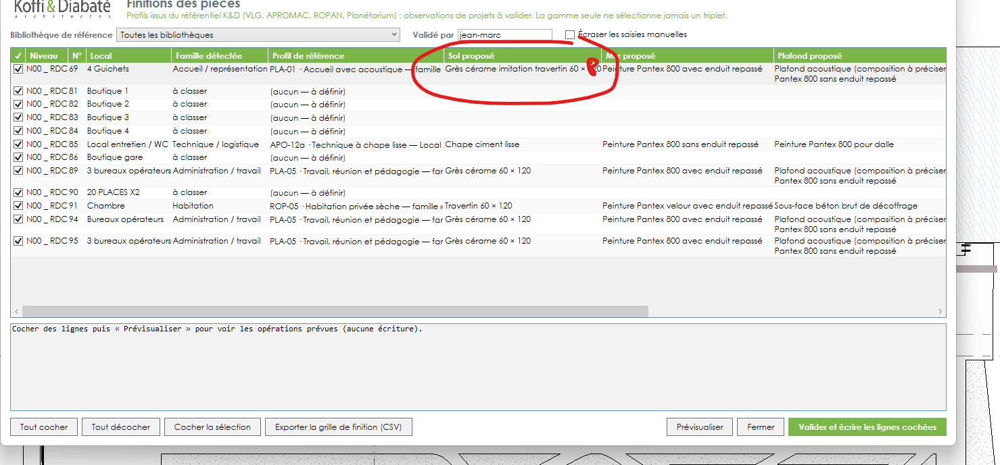 Koffi & Diabaté
architectes
Finitions des pièces
Profils issus du référentiel K&D (VLG, APROMAC, ROPAN, Planétarium) : observations de projets à valider. La gamme seule ne sélectionne jamais un triplet.
Bibliothèque de référence Toutes les bibliothèques Validé par jean-marc Écraser les saisies manuelles
✓ Niveau N° Local Famille détectée Profil de référence Sol proposé Mur proposé Plafond proposé
N00 _ RDC 69 4 Guichets Accueil / représentation PLA-01 · Accueil avec acoustique — famille Grès cérame imitation travertin 60 × 120 Peinture Pantex 800 avec enduit repassé Plafond acoustique (composition à préciser
Pantex 800 sans enduit repassé
N00 _ RDC 81 Boutique 1 à classer (aucun — à définir)
N00 _ RDC 82 Boutique 2 à classer (aucun — à définir)
N00 _ RDC 83 Boutique 3 à classer (aucun — à définir)
N00 _ RDC 84 Boutique 4 à classer (aucun — à définir)
N00 _ RDC 85 Local entretien / WC Technique / logistique APO-12a · Technique à chape lisse — Local Chape ciment lisse Peinture Pantex 800 sans enduit repassé Peinture Pantex 800 pour dalle
N00 _ RDC 86 Boutique gare à classer (aucun — à définir)
N00 _ RDC 89 3 bureaux opérateurs Administration / travail PLA-05 · Travail, réunion et pédagogie — far Grès cérame 60 × 120 Peinture Pantex 800 avec enduit repassé Plafond acoustique (composition à préciser
Pantex 800 sans enduit repassé
N00 _ RDC 90 20 PLACES X2 à classer (aucun — à définir)
N00 _ RDC 91 Chambre Habitation ROP-05 · Habitation privée sèche — famille « Travertin 60 × 120 Peinture Pantex velour avec enduit repassé Sous-face béton brut de décoffrage
N00 _ RDC 94 Bureaux opérateurs Administration / travail PLA-05 · Travail, réunion et pédagogie — far Grès cérame 60 × 120 Peinture Pantex 800 avec enduit repassé Plafond acoustique (composition à préciser
Pantex 800 sans enduit repassé
N00 _ RDC 95 3 bureaux opérateurs Administration / travail PLA-05 · Travail, réunion et pédagogie — far Grès cérame 60 × 120 Peinture Pantex 800 avec enduit repassé Plafond acoustique (composition à préciser
Pantex 800 sans enduit repassé
Cocher des lignes puis « Prévisualiser » pour voir les opérations prévues (aucune écriture).
Tout cocher Tout décocher Cocher la sélection Exporter la grille de finition (CSV) Prévisualiser Fermer Valider et écrire les lignes cochées